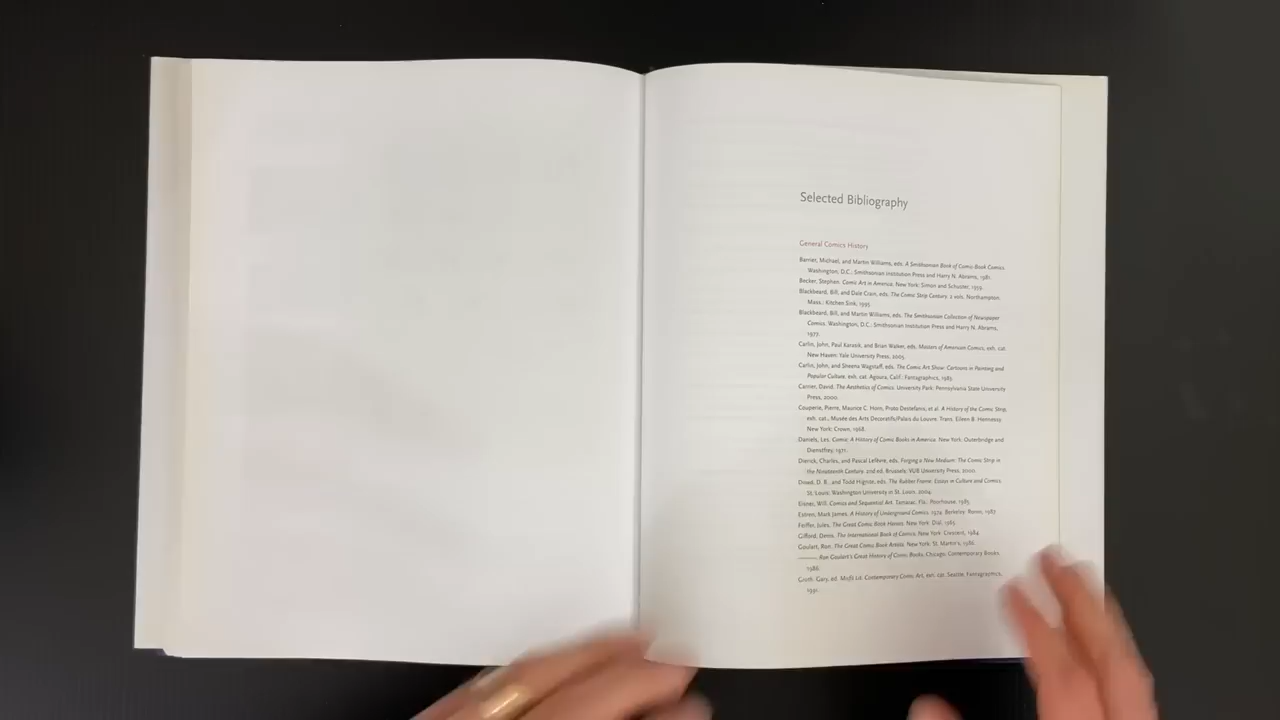 Selected Bibliography
General Comics History
Barrier, Michael, and Martin Williams, eds. A Smithsonian Book of Comic-Book Comics.
Washington, D.C.: Smithsonian Institution Press and Harry N. Abrams, 1981.
Becker, Stephen. Comic Art in America. New York: Simon and Schuster, 1959.
Blackbeard, Bill, and Dale Crain, eds. The Comic Strip Century. 2 vols. Northampton,
Mass.: Kitchen Sink, 1995.
Blackbeard, Bill, and Martin Williams, eds. The Smithsonian Collection of Newspaper
Comics. Washington, D.C.: Smithsonian Institution Press and Harry N. Abrams,
1977.
Carlin, John, Paul Karasik, and Brian Walker, eds. Masters of American Comics, exh. cat.
New Haven: Yale University Press, 2005.
Carlin, John, and Sheena Wagstaff, eds. The Comic Art Show: Cartoons in Painting and
Popular Culture, exh. cat. Agoura, Calif.: Fantagraphics, 1983.
Carrier, David. The Aesthetics of Comics. University Park: Pennsylvania State University
Press, 2000.
Couperie, Pierre, Maurice C. Horn, Proto Destefanis, et al. A History of the Comic Strip,
exh. cat., Musée des Arts Decoratifs/Palais du Louvre. Trans. Eileen B. Hennessy.
New York: Crown, 1968.
Daniels, Les. Comix: A History of Comic Books in America. New York: Outerbridge and
Dienstfrey, 1971.
Dierick, Charles, and Pascal Lefèvre, eds. Forging a New Medium: The Comic Strip in
the Nineteenth Century. 2nd ed. Brussels: VUB University Press, 2000.
Dowd, D. B., and Todd Hignite, eds. The Rubber Frame: Essays in Culture and Comics.
St. Louis: Washington University in St. Louis, 2004.
Eisner, Will. Comics and Sequential Art. Tamarac, Fla.: Poorhouse, 1985.
Estren, Mark James. A History of Underground Comics. 1974. Berkeley: Ronin, 1987.
Feiffer, Jules. The Great Comic Book Heroes. New York: Dial, 1965.
Gifford, Denis. The International Book of Comics. New York: Crescent, 1984.
Goulart, Ron. The Great Comic Book Artists. New York: St. Martin's, 1986.
———. Ron Goulart's Great History of Comic Books. Chicago: Contemporary Books,
1986.
Groth, Gary, ed. Misfit Lit: Contemporary Comic Art, exh. cat. Seattle: Fantagraphics,
1991.